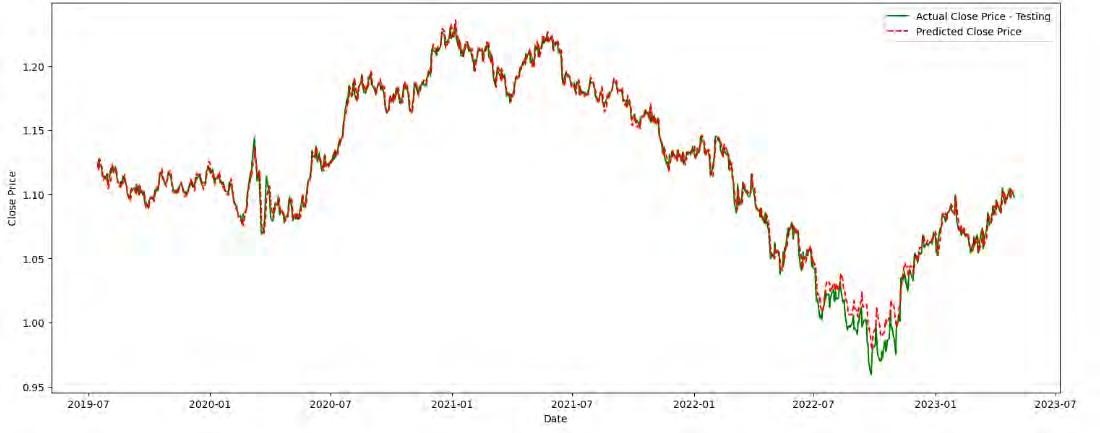 Actual Close Price - Testing
Predicted Close Price
1.20
1.15
1.10
1.05
1.00
0.95
Close Price
2019-07 2020-01 2020-07 2021-01 2021-07 2022-01 2022-07 2023-01 2023-07
Date